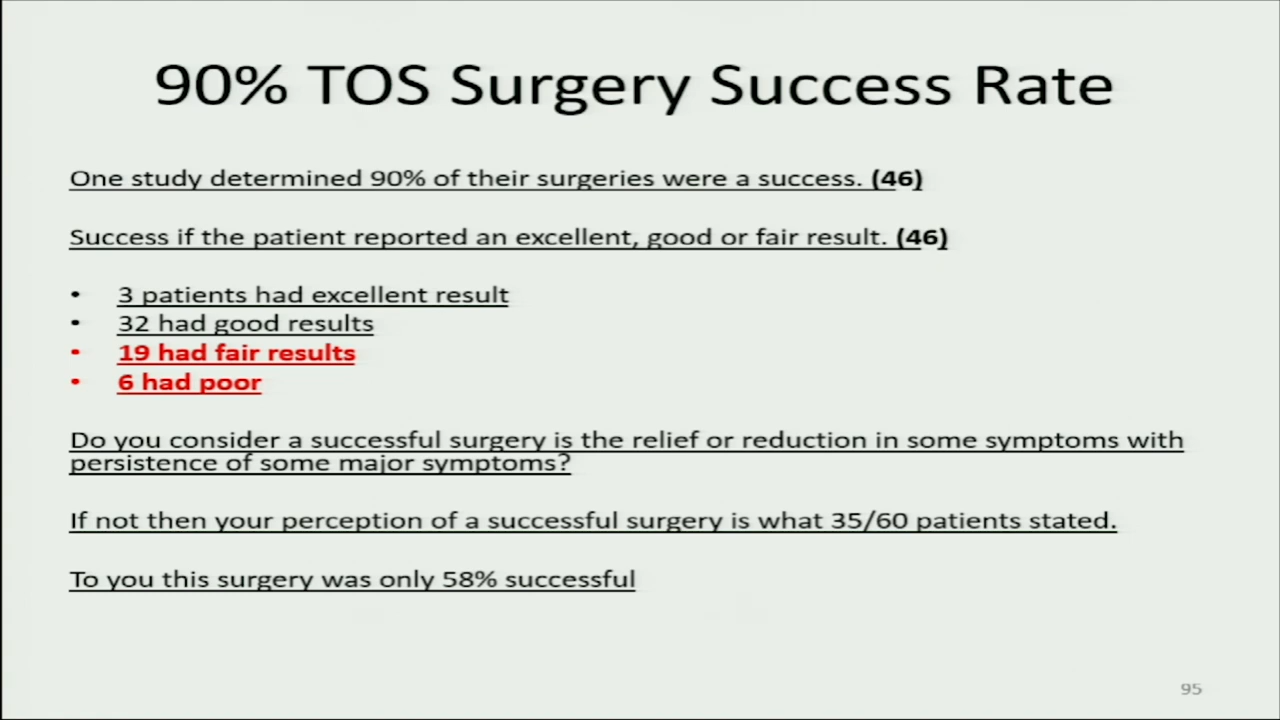 90% TOS Surgery Success Rate
One study determined 90% of their surgeries were a success. (46)
Success if the patient reported an excellent, good or fair result. (46)
• 3 patients had excellent result
• 32 had good results
• 19 had fair results
• 6 had poor
Do you consider a successful surgery is the relief or reduction in some symptoms with
persistence of some major symptoms?
If not then your perception of a successful surgery is what 35/60 patients stated.
To you this surgery was only 58% successful
95